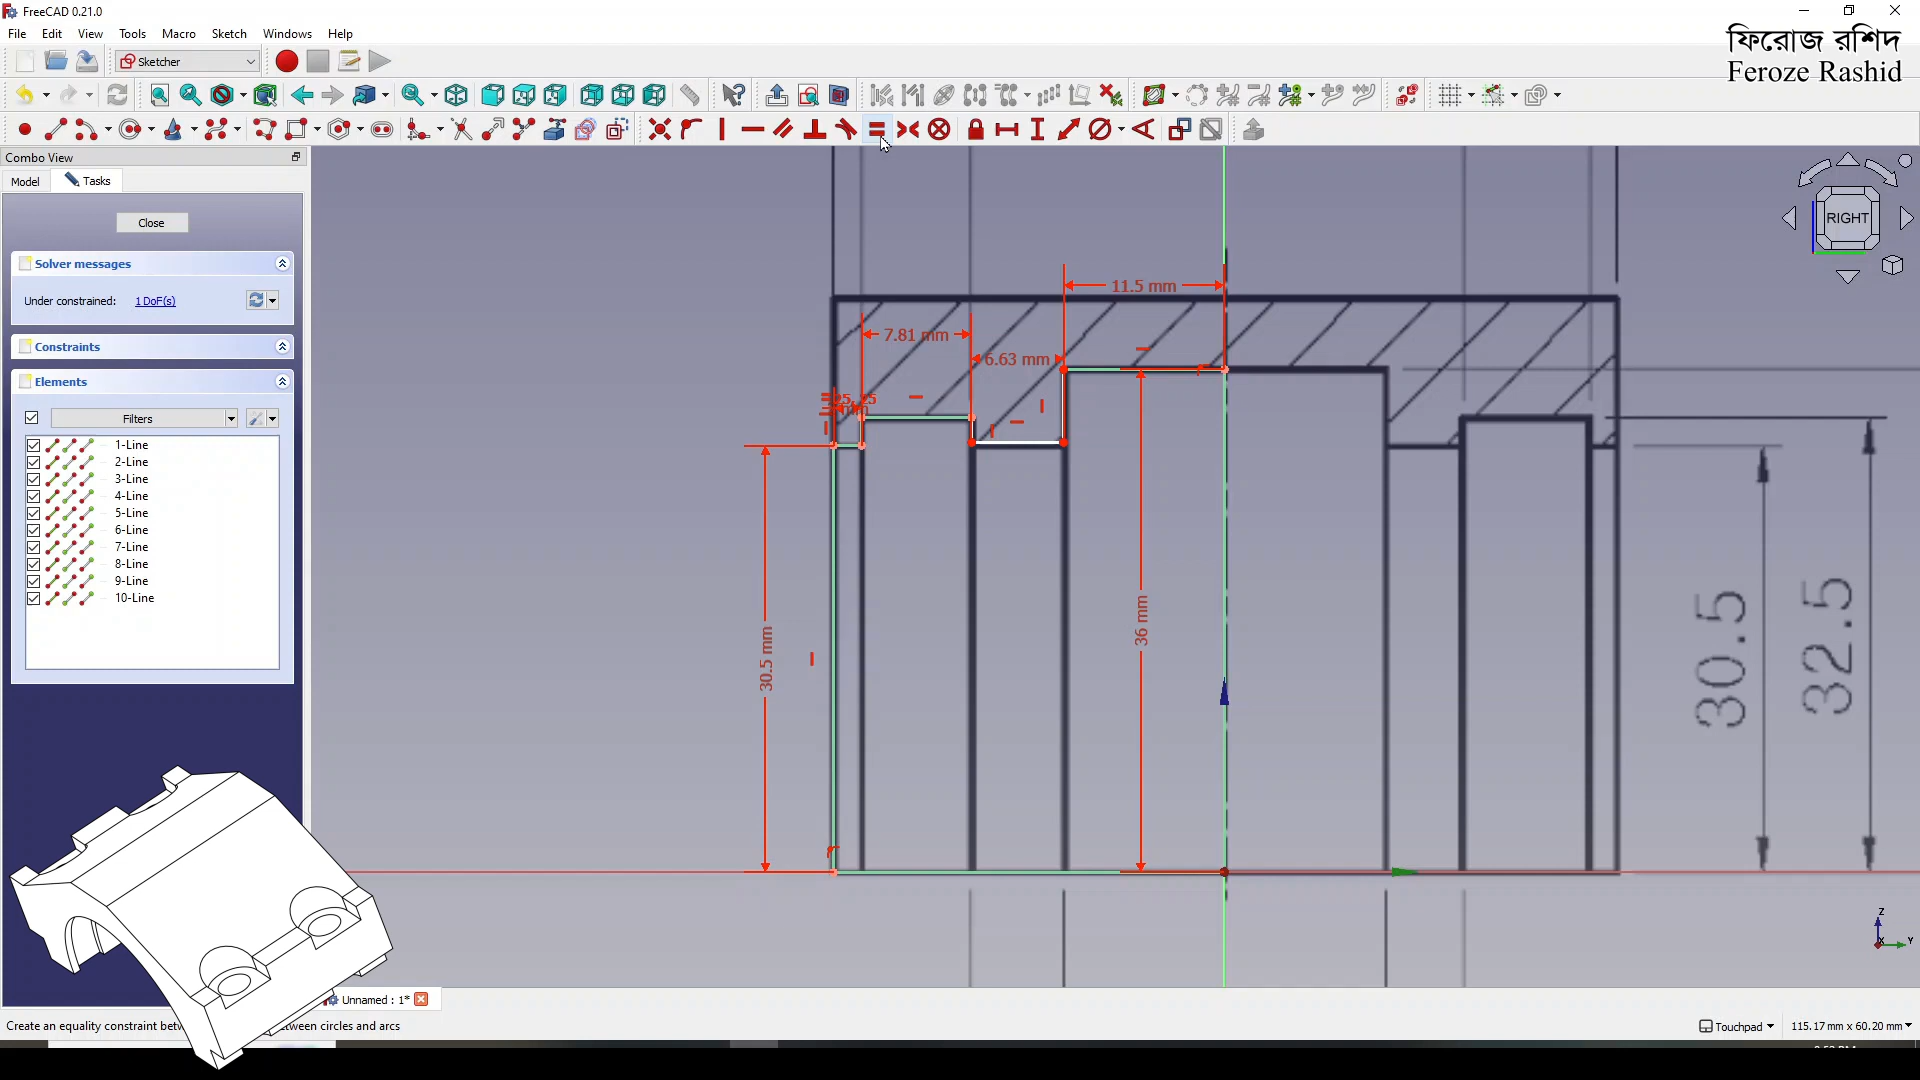 FreeCAD 0.21.0
File Edit View Tools Macro Sketch Windows Help
ফিরোজ রশিদ
Feroze Rashid
Sketcher
Combo View
Model Tasks
Close
Solver messages
Under constrained: 1 DoF(s)
Constraints
Elements
Filters
1-Line
2-Line
3-Line
4-Line
5-Line
6-Line
7-Line
8-Line
9-Line
10-Line
RIGHT
11.5 mm
7.81 mm
6.63 mm
30.5 mm
36 mm
30.5
32.5
Z
Y
Unnamed : 1*
Create an equality constraint between circles and arcs
Touchpad
115.17 mm x 60.20 mm